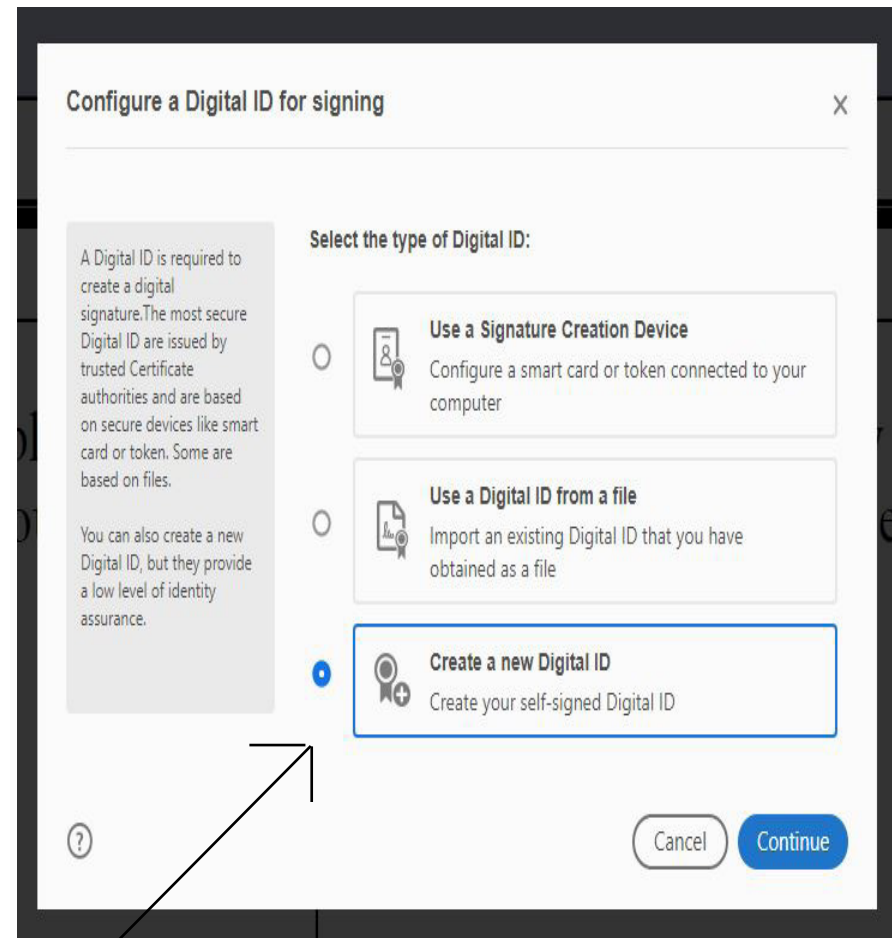 Configure a Digital ID for signing
X
A Digital ID is required to
create a digital
signature.The most secure
Digital ID are issued by
trusted Certificate
authorities and are based
on secure devices like smart
card or token. Some are
based on files.
You can also create a new
Digital ID, but they provide
a low level of identity
assurance.
Select the type of Digital ID:
Use a Signature Creation Device
Configure a smart card or token connected to your
computer
Use a Digital ID from a file
Import an existing Digital ID that you have
obtained as a file
Create a new Digital ID
Create your self-signed Digital ID
?
Cancel
Continue